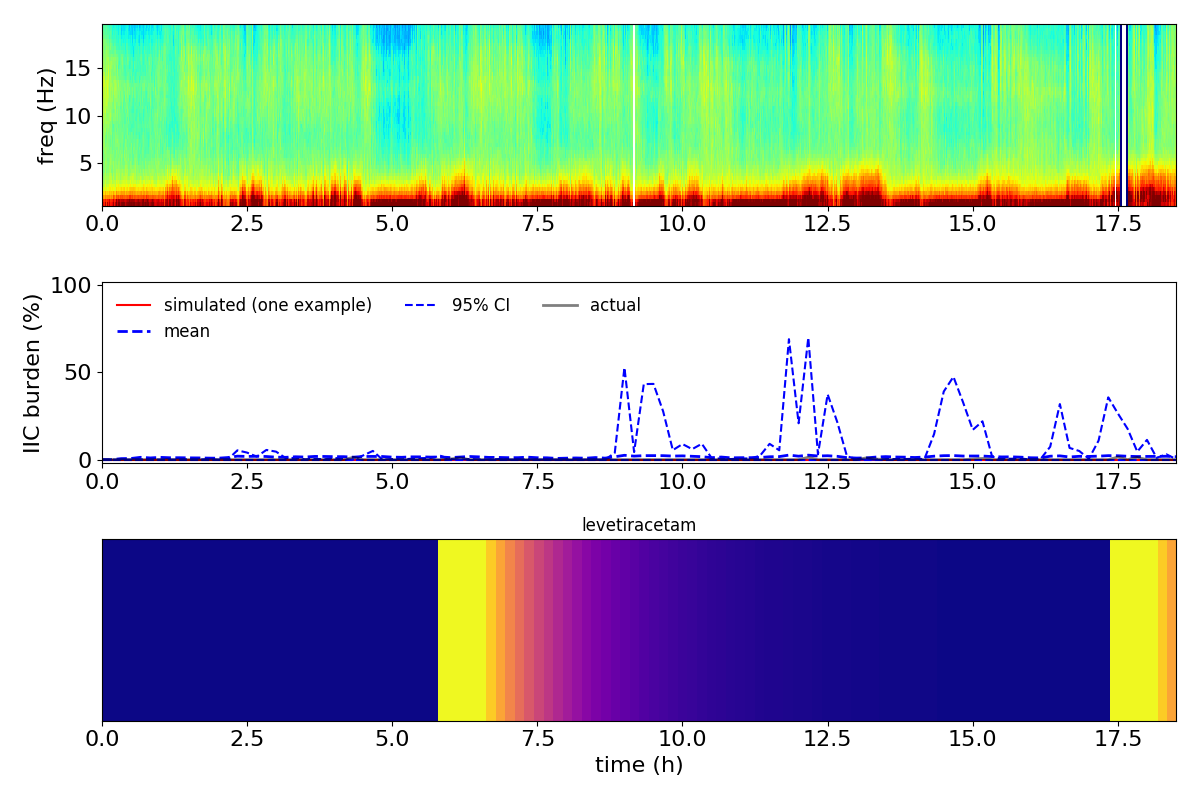 freq (Hz)
15
10
5
0.0 2.5 5.0 7.5 10.0 12.5 15.0 17.5
IIC burden (%)
100
50
0
simulated (one example) 95% CI actual
mean
0.0 2.5 5.0 7.5 10.0 12.5 15.0 17.5
levetiracetam
0.0 2.5 5.0 7.5 10.0 12.5 15.0 17.5
time (h)